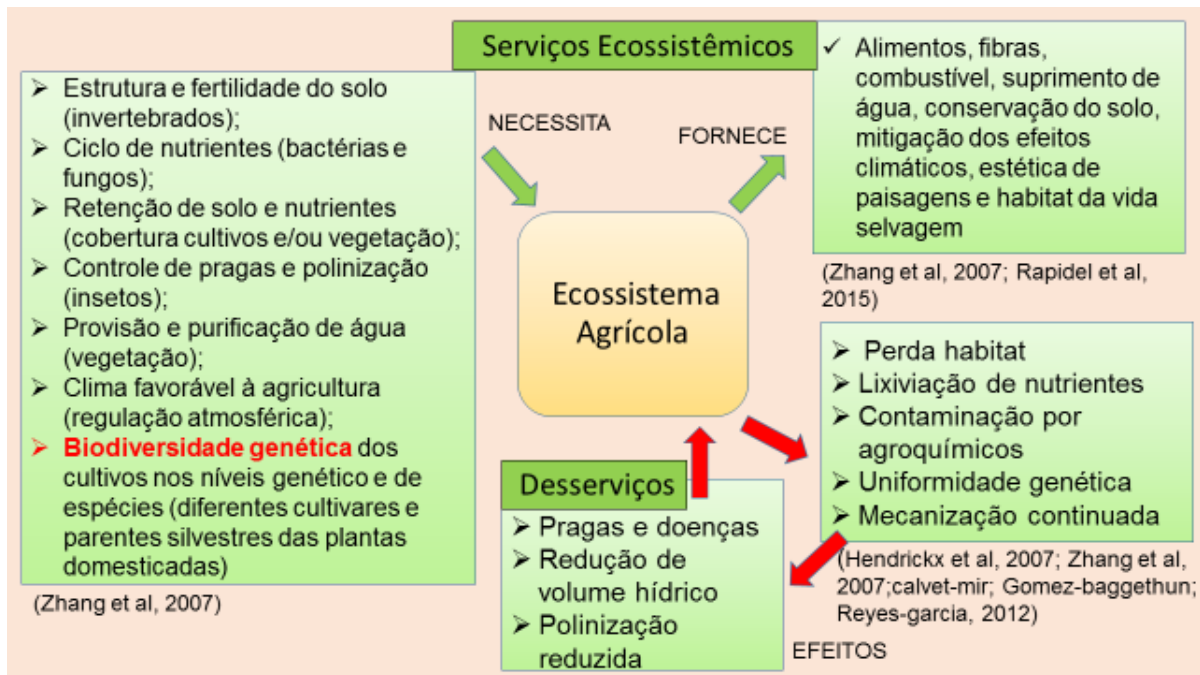 Serviços Ecossistêmicos
➢ Estrutura e fertilidade do solo
(invertebrados);
➢ Ciclo de nutrientes (bactérias e
fungos);
➢ Retenção de solo e nutrientes
(cobertura cultivos e/ou vegetação);
➢ Controle de pragas e polinização
(insetos);
➢ Provisão e purificação de água
(vegetação);
➢ Clima favorável à agricultura
(regulação atmosférica);
➢ Biodiversidade genética dos
cultivos nos níveis genético e de
espécies (diferentes cultivares e
parentes silvestres das plantas
domesticadas)
(Zhang et al, 2007)
NECESSITA
FORNECE
✓ Alimentos, fibras,
combustível, suprimento de
água, conservação do solo,
mitigação dos efeitos
climáticos, estética de
paisagens e habitat da vida
selvagem
(Zhang et al, 2007; Rapidel et al,
2015)
Ecossistema
Agrícola
➢ Perda habitat
➢ Lixiviação de nutrientes
➢ Contaminação por
agroquímicos
➢ Uniformidade genética
➢ Mecanização continuada
(Hendrickx et al, 2007; Zhang et al,
2007;calvet-mir; Gomez-baggethun;
Reyes-garcia, 2012)
Desserviços
➢ Pragas e doenças
➢ Redução de
volume hídrico
➢ Polinização
reduzida
EFEITOS